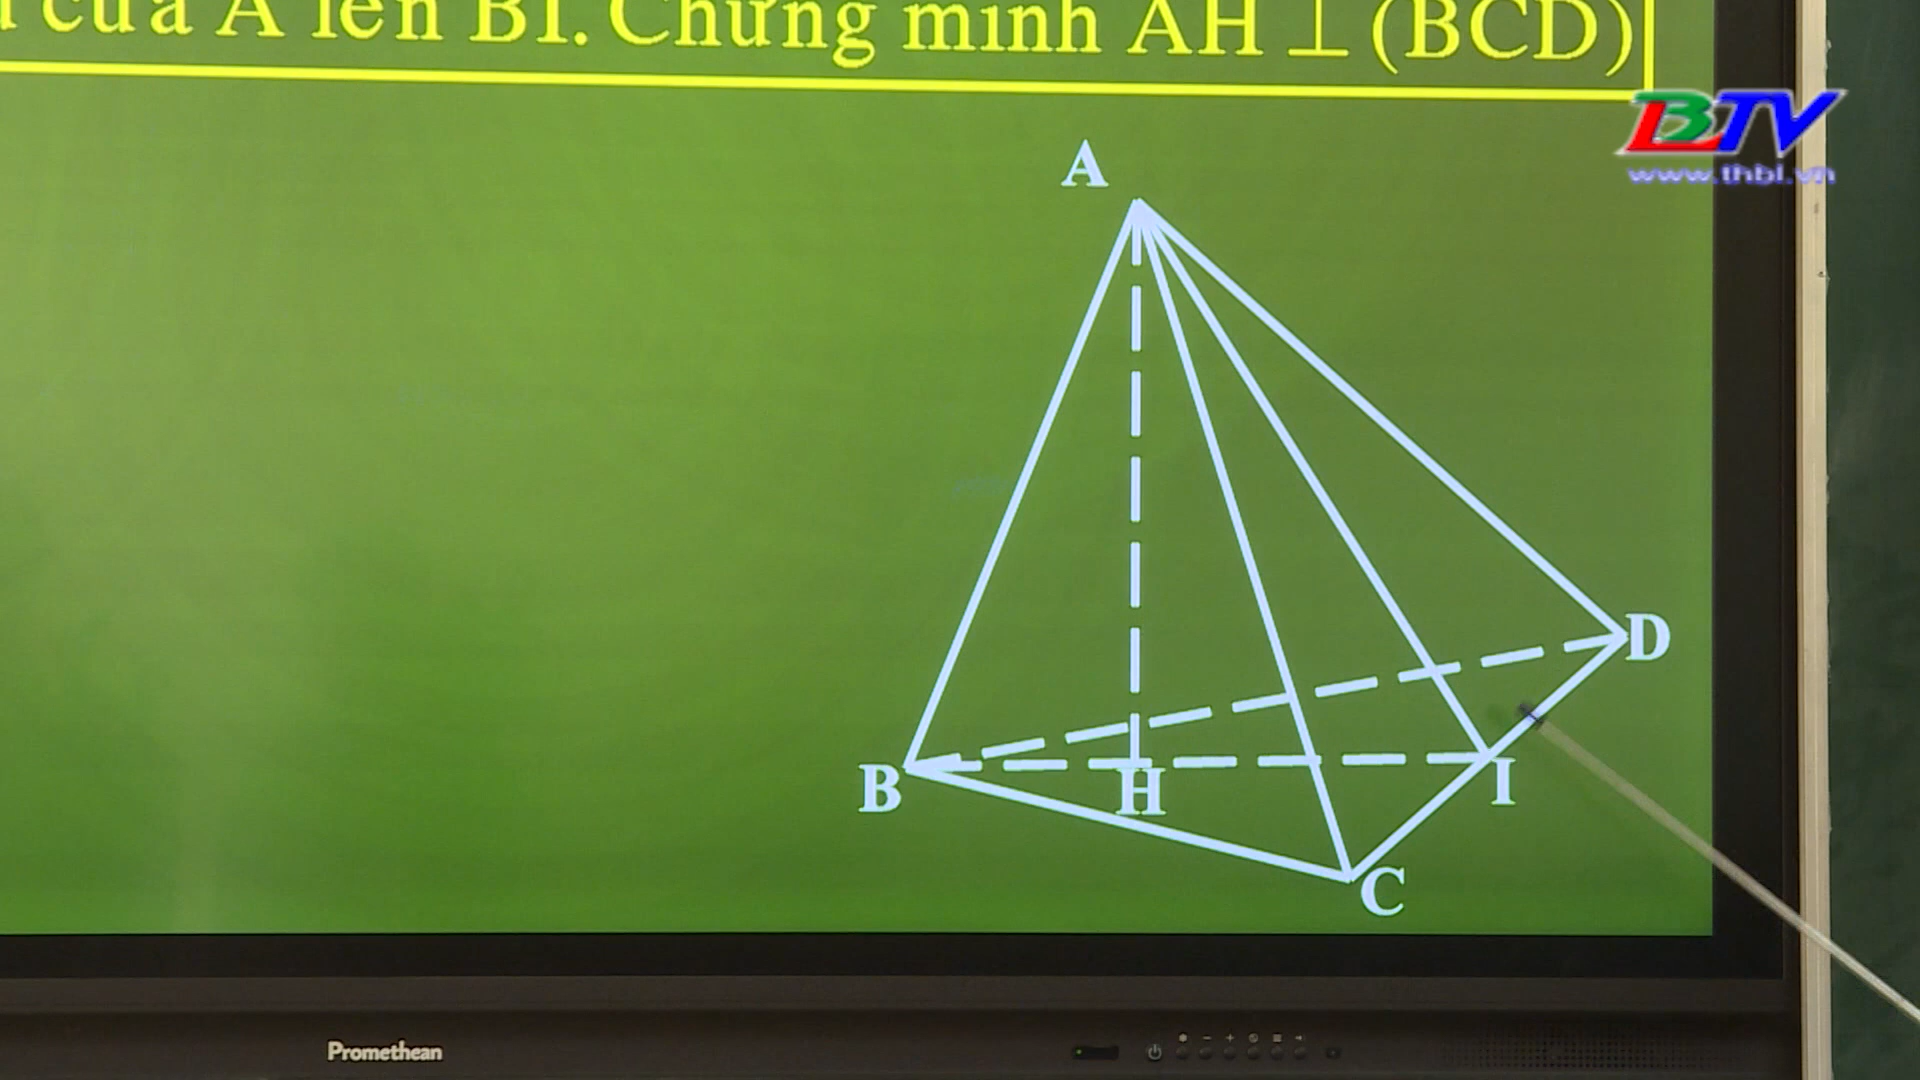 của A lên BI. Chứng minh AH ⊥ (BCD)
BTV
www.thbl.vn
A
D
B
H
I
C
Promethean